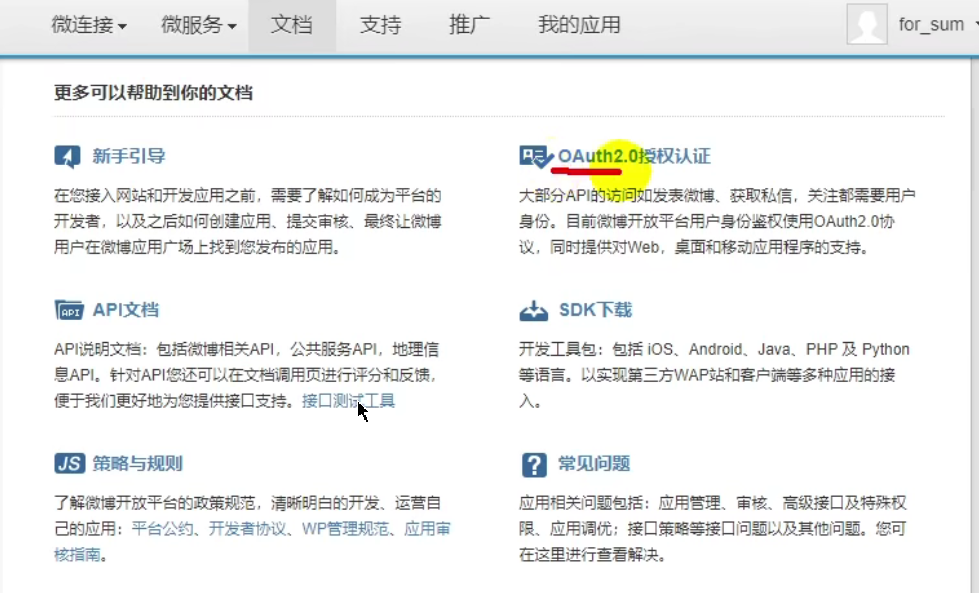 微连接 微服务 文档 支持 推广 我的应用 for_sum
更多可以帮助到你的文档
新手引导
在您接入网站和开发应用之前，需要了解如何成为平台的
开发者，以及之后如何创建应用、提交审核、最终让微博
用户在微博应用广场上找到您发布的应用。
OAuth2.0授权认证
大部分API的访问如发表微博、获取私信，关注都需要用户
身份。目前微博开放平台用户身份鉴权使用OAuth2.0协
议，同时提供对Web，桌面和移动应用程序的支持。
API
API文档
API说明文档：包括微博相关API，公共服务API，地理信
息API。针对API您还可以在文档调用页进行评分和反馈，
便于我们更好地为您提供接口支持。接口测试工具
SDK下载
开发工具包：包括 iOS、Android、Java、PHP 及 Python
等语言。以实现第三方WAP站和客户端等多种应用的接
入。
JS 策略与规则
了解微博开放平台的政策规范，清晰明白的开发、运营自
己的应用：平台公约、开发者协议、WP管理规范、应用审
核指南。
? 常见问题
应用相关问题包括：应用管理、审核、高级接口及特殊权
限、应用调优；接口策略等接口问题以及其他问题。您可
在这里进行查看解决。